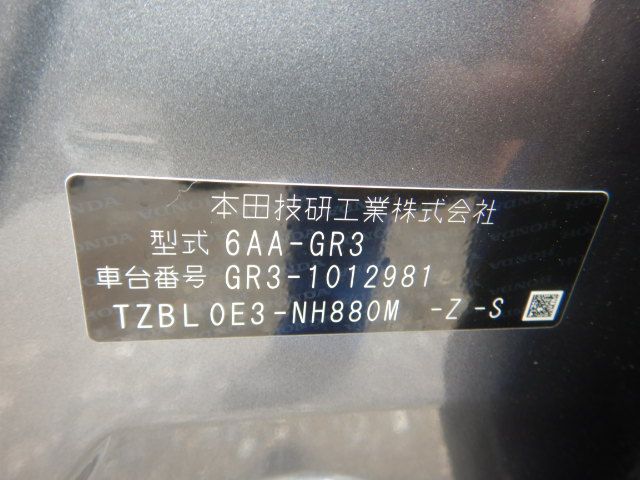 本田技研工業株式会社
型式 6AA-GR3
車台番号 GR3-1012981
TZBL0E3-NH880M -Z -S